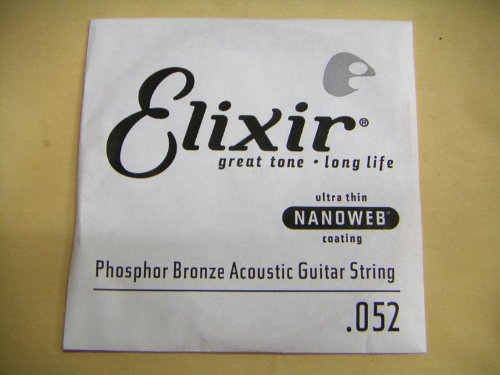 Elixir®
great tone • long life
ultra thin
NANOWEB®
coating
Phosphor Bronze Acoustic Guitar String
.052